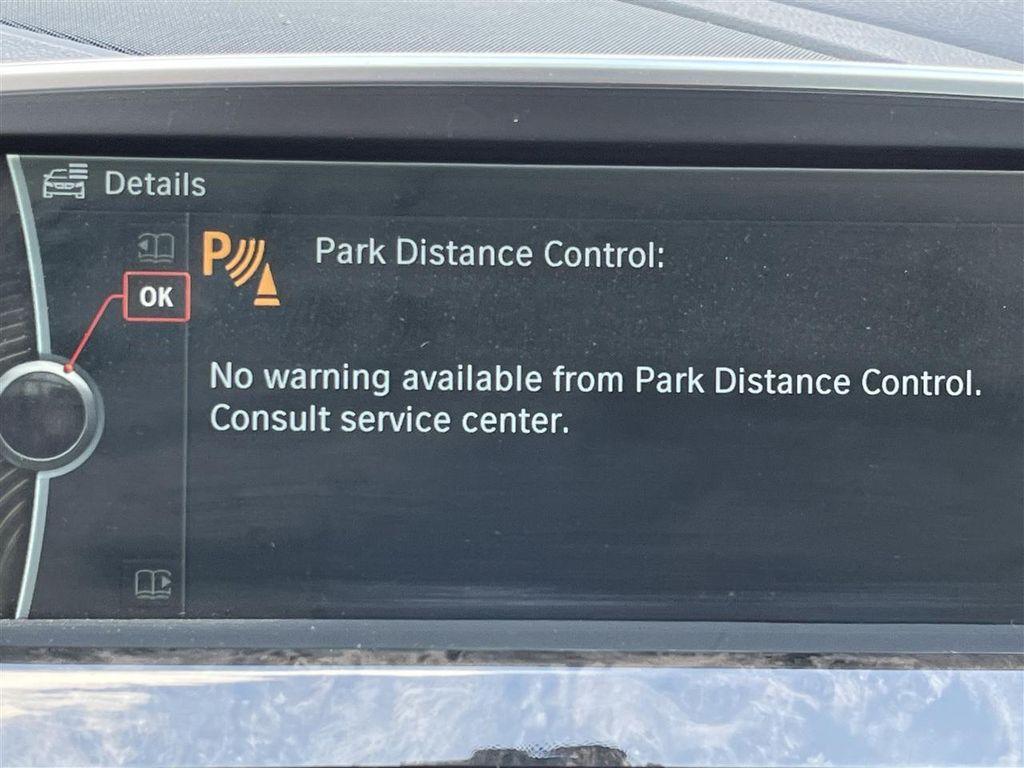 Details
P
Park Distance Control:
OK
No warning available from Park Distance Control.
Consult service center.